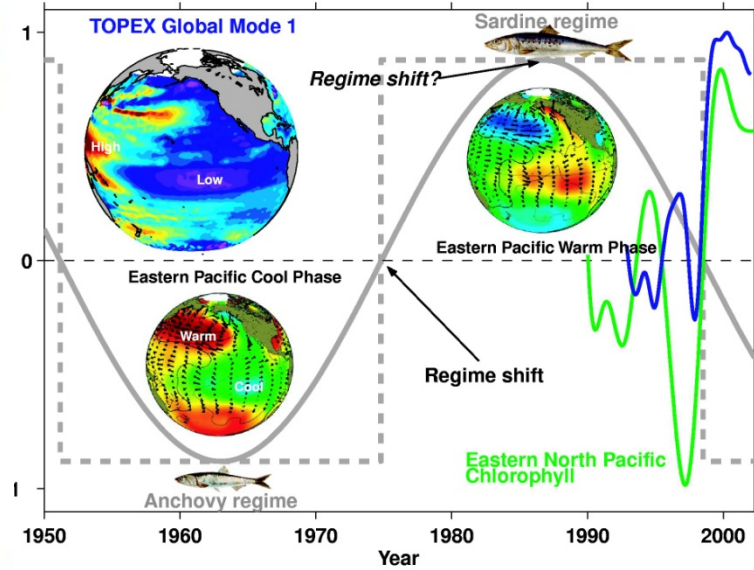 TOPEX Global Mode 1
Sardine regime
Regime shift?
High
Low
Eastern Pacific Warm Phase
Eastern Pacific Cool Phase
Warm
Cool
Regime shift
Eastern North Pacific
Chlorophyll
Anchovy regime
1
0
1
1950
1960
1970
1980
1990
2000
Year